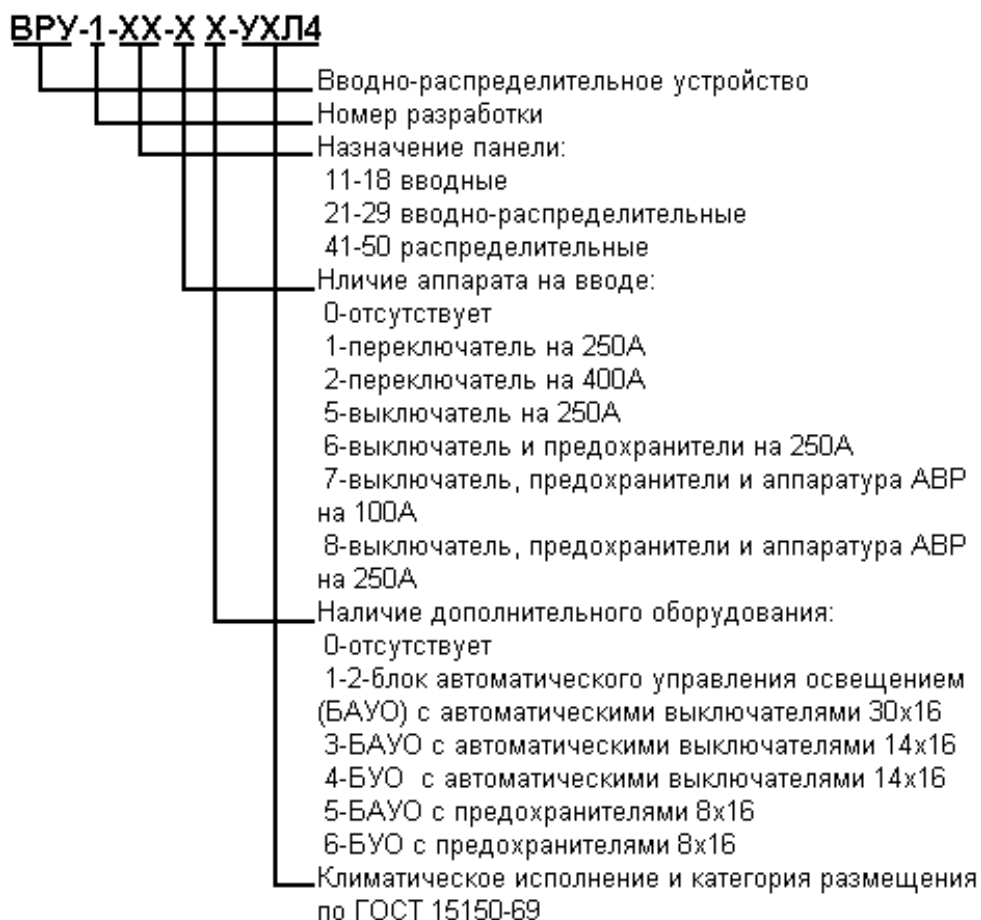 ВРУ-1-ХХ-Х Х-УХЛ4
Вводно-распределительное устройство
Номер разработки
Назначение панели:
11-18 вводные
21-29 вводно-распределительные
41-50 распределительные
Нличие аппарата на вводе:
0-отсутствует
1-переключатель на 250А
2-переключатель на 400А
5-выключатель на 250А
6-выключатель и предохранители на 250А
7-выключатель, предохранители и аппаратура АВР
на 100А
8-выключатель, предохранители и аппаратура АВР
на 250А
Наличие дополнительного оборудования:
0-отсутствует
1-2-блок автоматического управления освещением
(БАУО) с автоматическими выключателями 30х16
3-БАУО с автоматическими выключателями 14х16
4-БУО с автоматическими выключателями 14х16
5-БАУО с предохранителями 8х16
6-БУО с предохранителями 8х16
Климатическое исполнение и категория размещения
по ГОСТ 15150-69